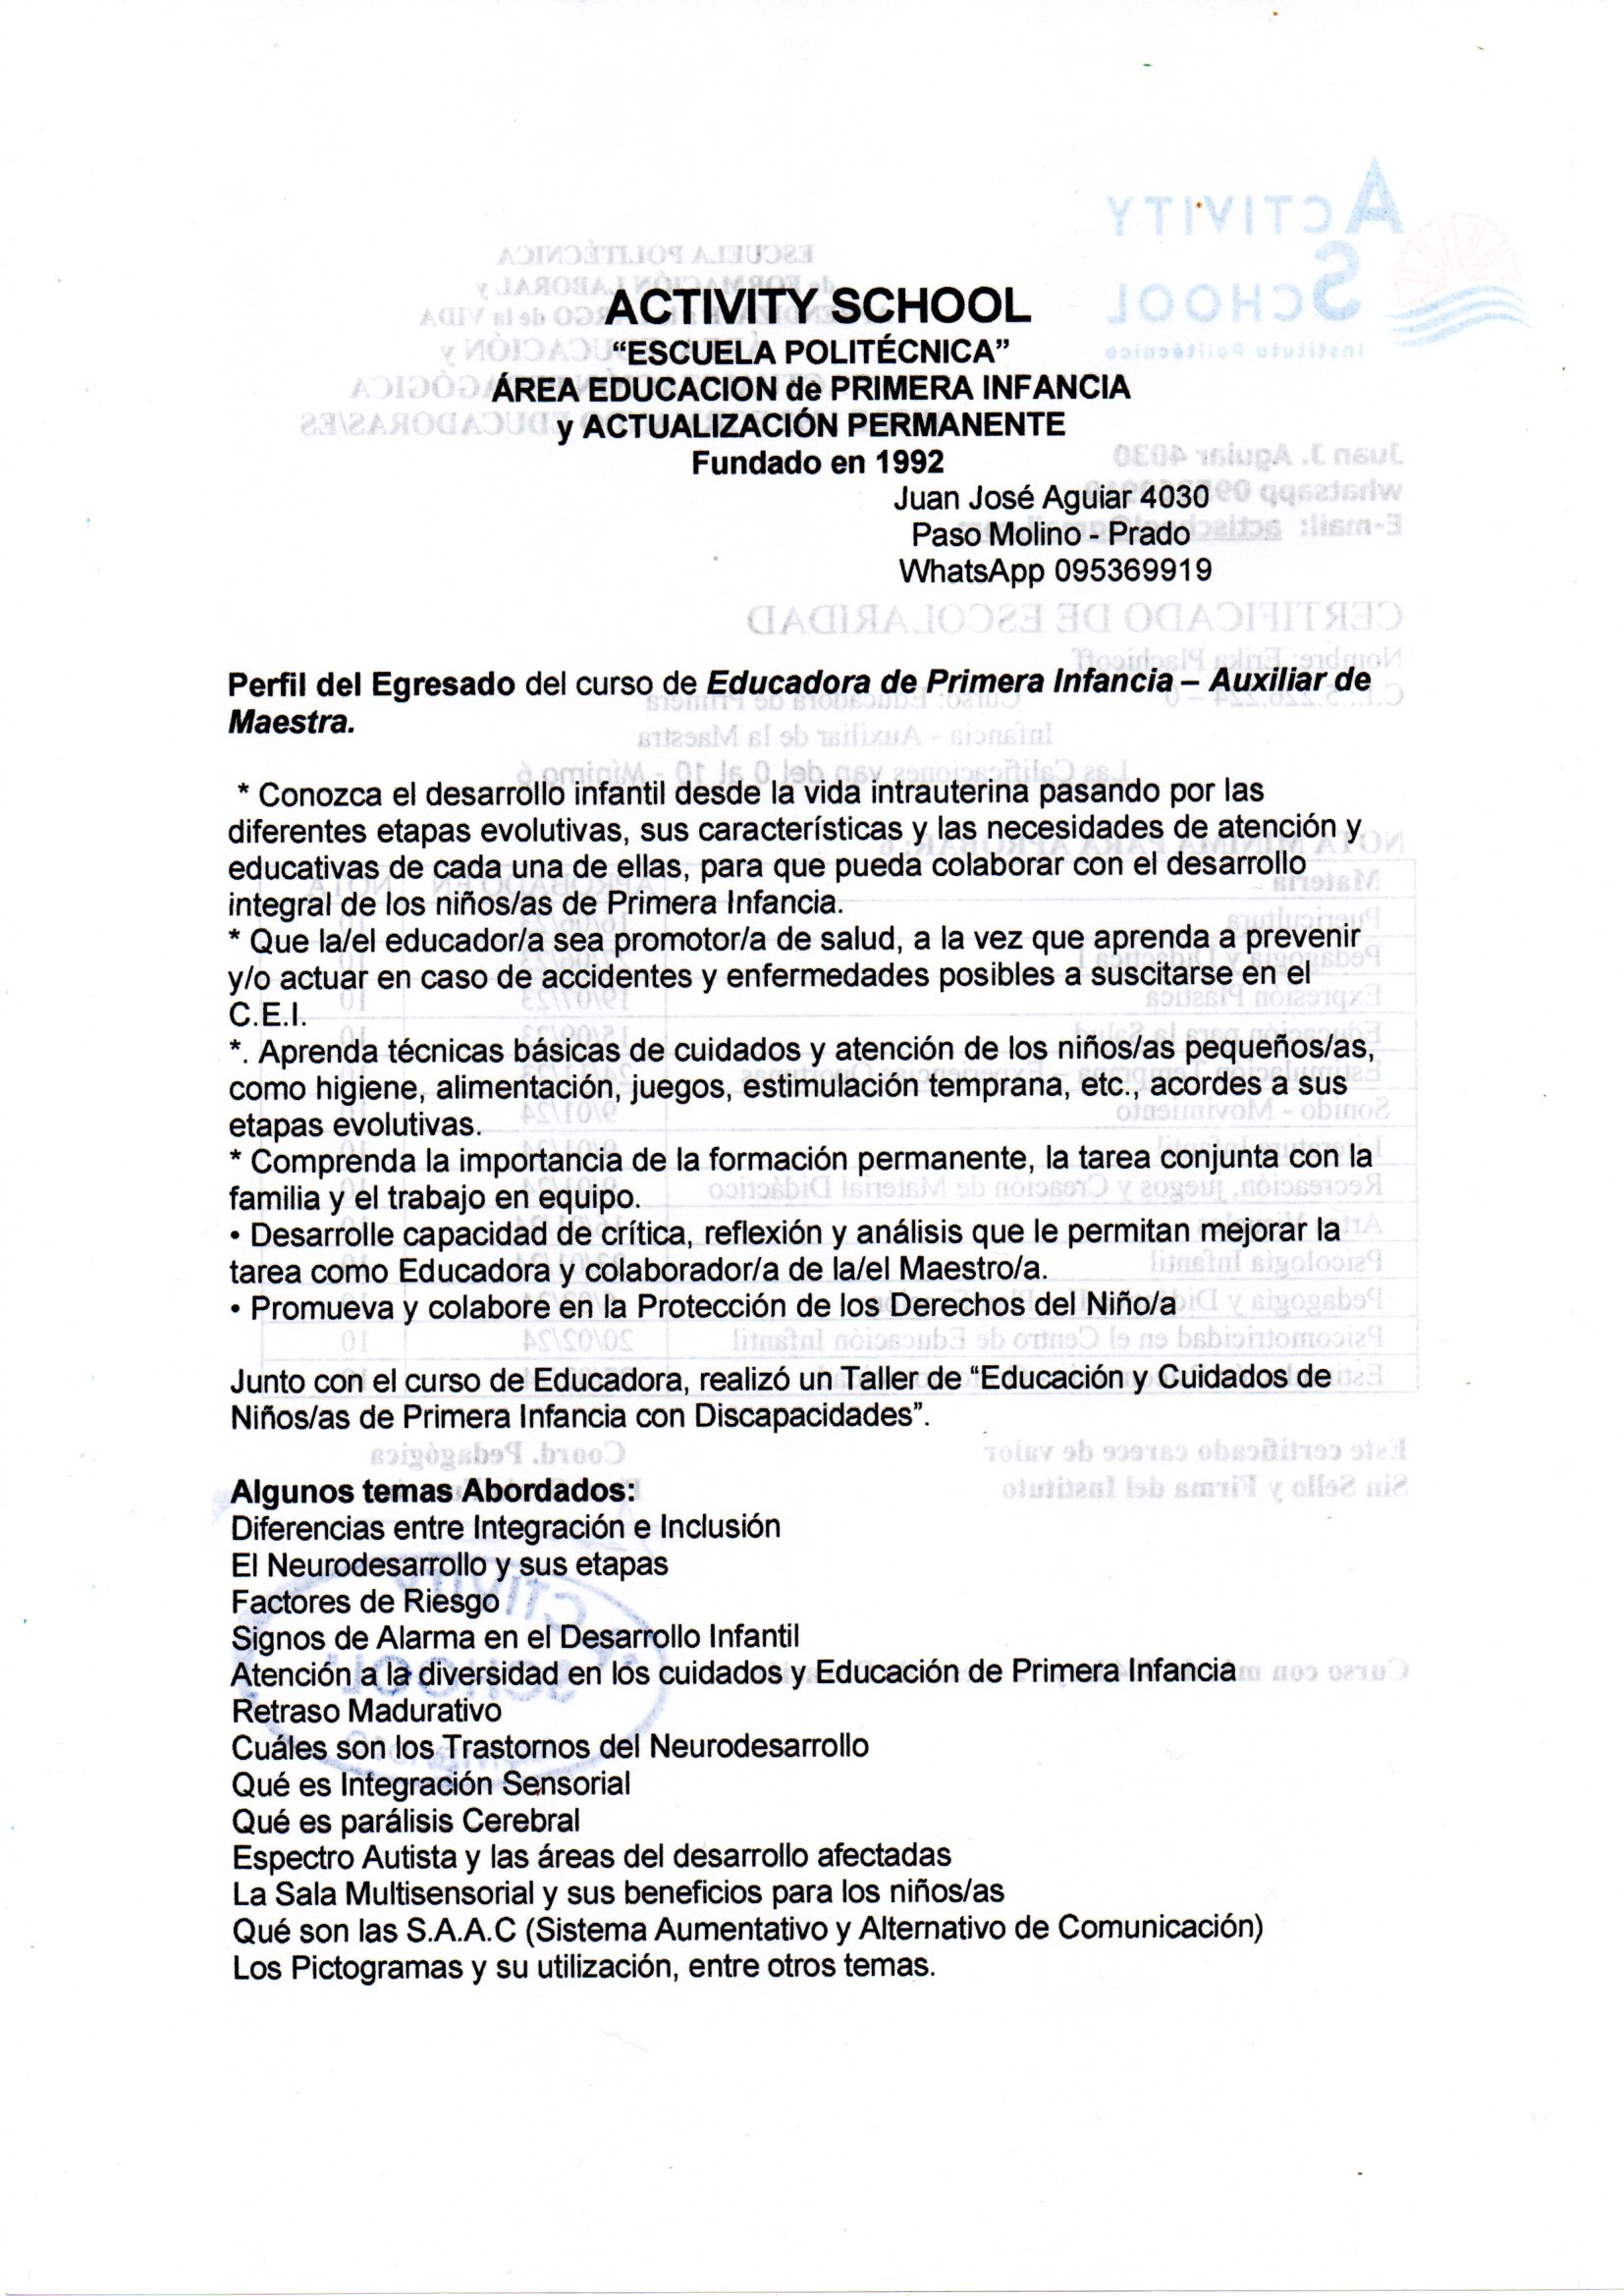 ACTIVITY SCHOOL
“ESCUELA POLITÉCNICA”
ÁREA EDUCACION de PRIMERA INFANCIA
y ACTUALIZACIÓN PERMANENTE
Fundado en 1992
Juan José Aguiar 4030
Paso Molino - Prado
WhatsApp 095369919
Perfil del Egresado del curso de Educadora de Primera Infancia – Auxiliar de
Maestra.
* Conozca el desarrollo infantil desde la vida intrauterina pasando por las
diferentes etapas evolutivas, sus características y las necesidades de atención y
educativas de cada una de ellas, para que pueda colaborar con el desarrollo
integral de los niños/as de Primera Infancia.
* Que la/el educador/a sea promotor/a de salud, a la vez que aprenda a prevenir
y/o actuar en caso de accidentes y enfermedades posibles a suscitarse en el
C.E.I.
*. Aprenda técnicas básicas de cuidados y atención de los niños/as pequeños/as,
como higiene, alimentación, juegos, estimulación temprana, etc., acordes a sus
etapas evolutivas.
* Comprenda la importancia de la formación permanente, la tarea conjunta con la
familia y el trabajo en equipo.
• Desarrolle capacidad de crítica, reflexión y análisis que le permitan mejorar la
tarea como Educadora y colaborador/a de la/el Maestro/a.
• Promueva y colabore en la Protección de los Derechos del Niño/a
Junto con el curso de Educadora, realizó un Taller de “Educación y Cuidados de
Niños/as de Primera Infancia con Discapacidades”.
Algunos temas Abordados:
Diferencias entre Integración e Inclusión
El Neurodesarrollo y sus etapas
Factores de Riesgo
Signos de Alarma en el Desarrollo Infantil
Atención a la diversidad en los cuidados y Educación de Primera Infancia
Retraso Madurativo
Cuáles son los Trastornos del Neurodesarrollo
Qué es Integración Sensorial
Qué es parálisis Cerebral
Espectro Autista y las áreas del desarrollo afectadas
La Sala Multisensorial y sus beneficios para los niños/as
Qué son las S.A.A.C (Sistema Aumentativo y Alternativo de Comunicación)
Los Pictogramas y su utilización, entre otros temas.